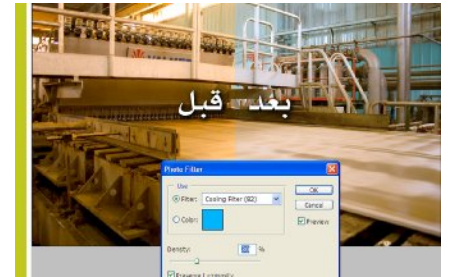 بعد قبل
Photo Filter
Use
Filter: Cooling Filter (82)
Color:
OK
Cancel
Preview
Density: %
Preserve Luminosity